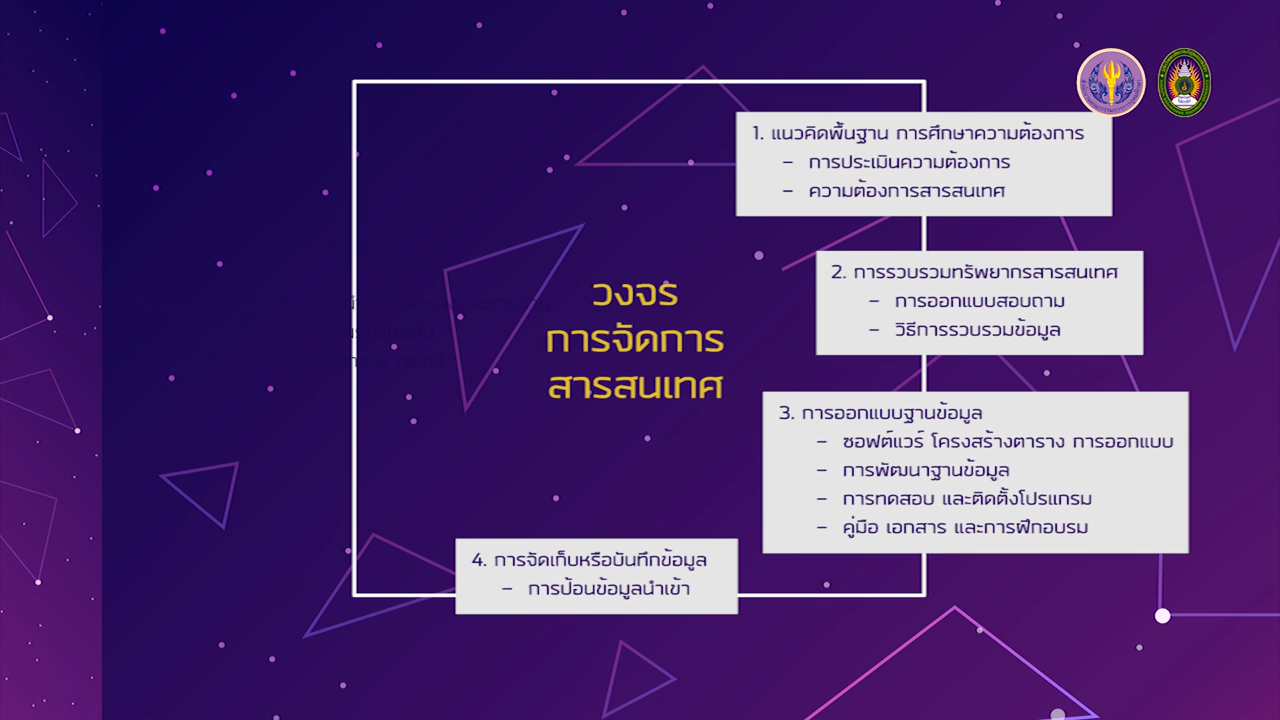 วงจร
การจัดการ
สารสนเทศ
1. แนวคิดพื้นฐาน การศึกษาความต้องการ
– การประเมินความต้องการ
– ความต้องการสารสนเทศ
2. การรวบรวมทรัพยากรสารสนเทศ
– การออกแบบสอบถาม
– วิธีการรวบรวมข้อมูล
3. การออกแบบฐานข้อมูล
– ซอฟต์แวร์ โครงสร้างตาราง การออกแบบ
– การพัฒนาฐานข้อมูล
– การทดสอบ และติดตั้งโปรแกรม
– คู่มือ เอกสาร และการฝึกอบรม
4. การจัดเก็บหรือบันทึกข้อมูล
– การป้อนข้อมูลนำเข้า